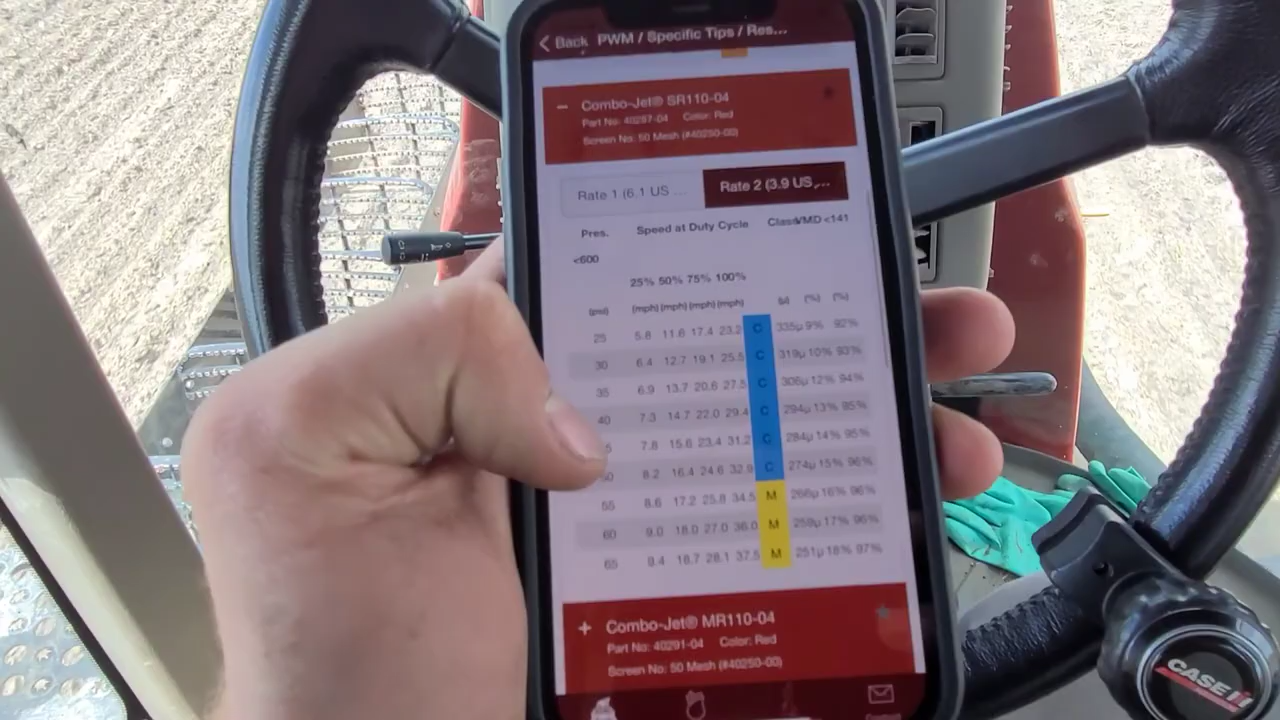 Back PWM / Specific Tips / Res...
− Combo-Jet® SR110-04
Part No: 40287-04 Color: Red
Screen No: 50 Mesh (#40250-00)
Rate 1 (6.1 US ... Rate 2 (3.9 US ,...
Pres. Speed at Duty Cycle Class VMD <141
<600
25% 50% 75% 100%
(psi) (mph) (mph) (mph) (mph) (%) (%)
25 5.8 11.6 17.4 23.2 C 335µ 9% 92%
30 6.4 12.7 19.1 25.5 C 319µ 10% 93%
35 6.9 13.7 20.6 27.5 C 306µ 12% 94%
40 7.3 14.7 22.0 29.4 C 294µ 13% 95%
5 7.8 15.6 23.4 31.2 C 284µ 14% 95%
8.2 16.4 24.6 32.9 C 274µ 15% 96%
55 8.6 17.2 25.8 34.5 M 266µ 16% 96%
60 9.0 18.0 27.0 36.0 M 259µ 17% 96%
65 9.4 18.7 28.1 37.5 M 251µ 18% 97%
+ Combo-Jet® MR110-04
Part No: 40291-04 Color: Red
Screen No: 50 Mesh (#40250-00)
CASE IH